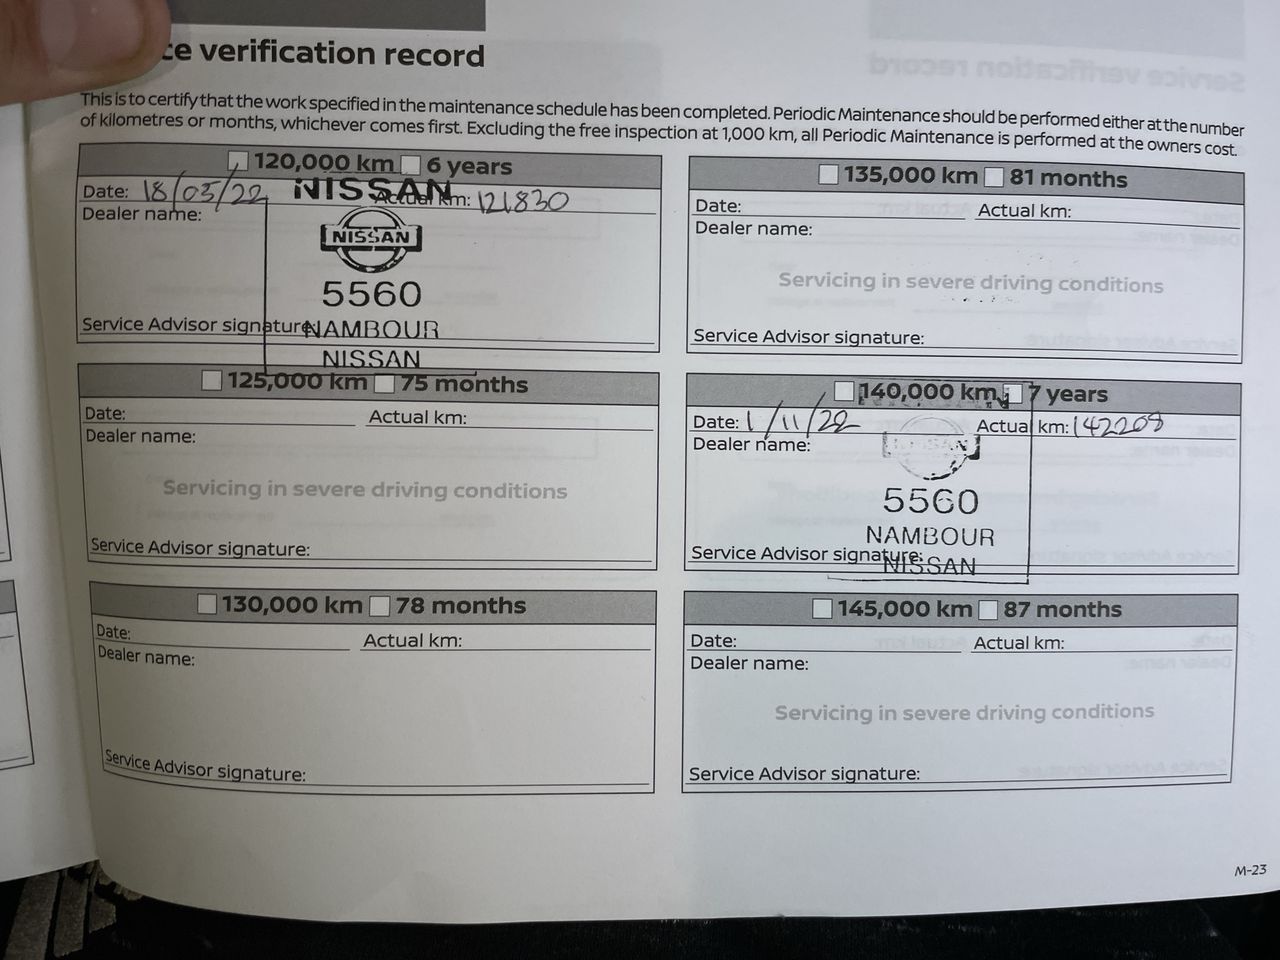 ce verification record
This is to certify that the work specified in the maintenance schedule has been completed. Periodic Maintenance should be performed either at the number
of kilometres or months, whichever comes first. Excluding the free inspection at 1,000 km, all Periodic Maintenance is performed at the owners cost.
120,000 km 6 years
Date: 18/05/22 Actual km: 121830
NISSAN
Dealer name:
NISSAN
5560
Service Advisor signature:
NAMBOUR
NISSAN
125,000 km 75 months
Date: Actual km:
Dealer name:
Servicing in severe driving conditions
Service Advisor signature:
130,000 km 78 months
Date: Actual km:
Dealer name:
Service Advisor signature:
135,000 km 81 months
Date: Actual km:
Dealer name:
Servicing in severe driving conditions
Service Advisor signature:
140,000 km 7 years
Date: 1/11/22 Actual km: 142208
Dealer name:
NISSAN
5560
NAMBOUR
Service Advisor signature:
NISSAN
145,000 km 87 months
Date: Actual km:
Dealer name:
Servicing in severe driving conditions
Service Advisor signature:
M-23